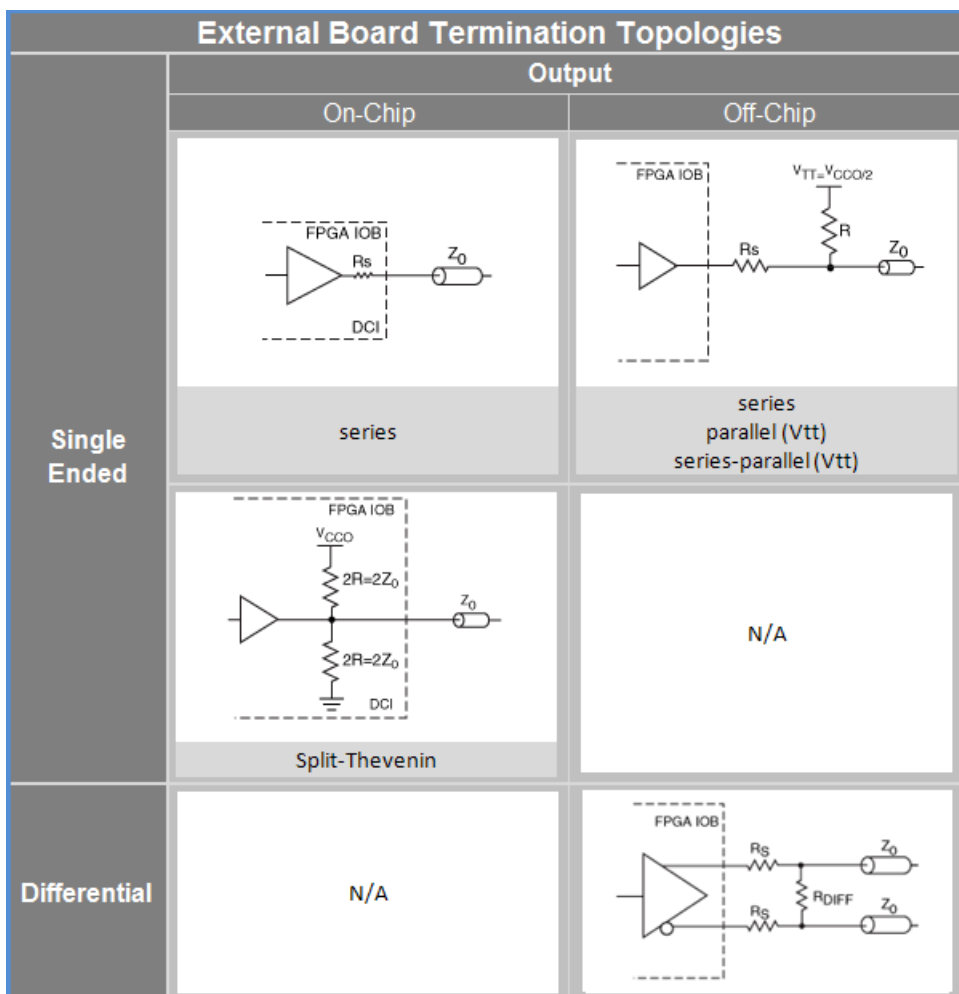 External Board Termination Topologies
Output
On-Chip
Off-Chip
Single
Ended
FPGA IOB
Rs
Z0
DCI
series
FPGA IOB
VTT=VCCO/2
R
Rs
Z0
series
parallel (Vtt)
series-parallel (Vtt)
FPGA IOB
VCCO
2R=2Z0
Z0
2R=2Z0
DCI
Split-Thevenin
N/A
Differential
N/A
FPGA IOB
RS
Z0
RDIFF
RS
Z0